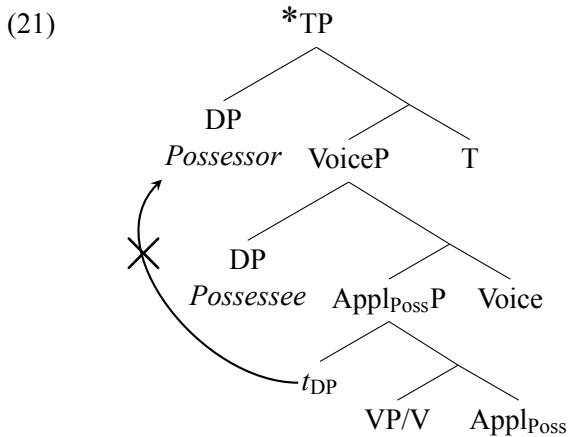 (21)
*TP
DP
Possessor
VoiceP
T
DP
Possessee
ApplPossP
Voice
tDP
VP/V
ApplPoss